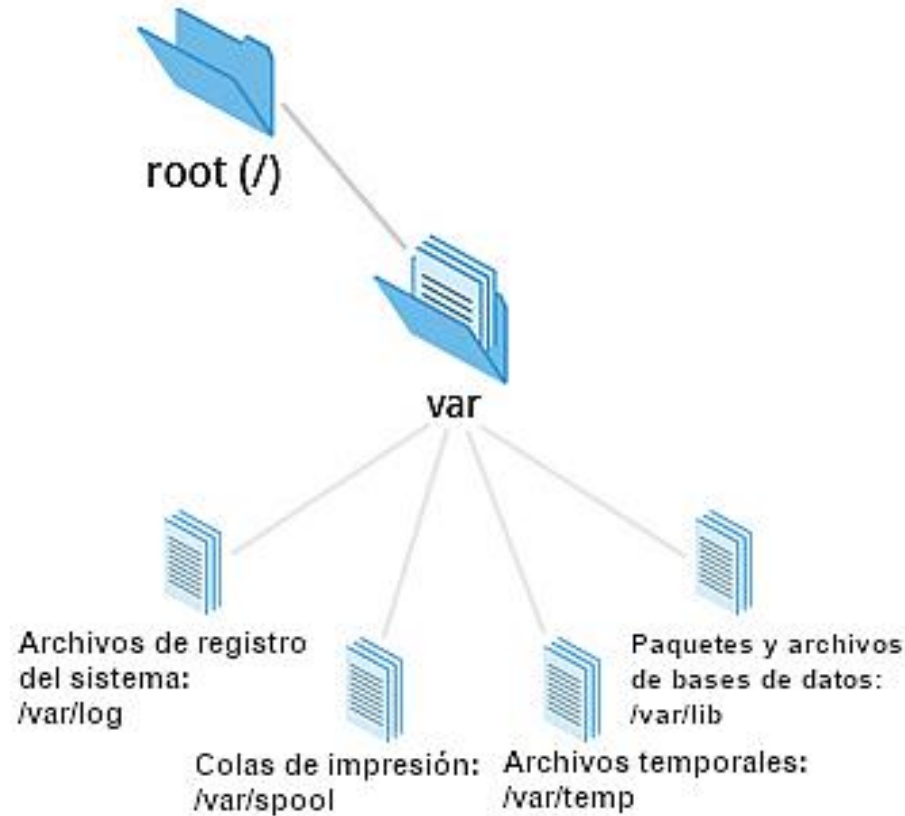 root (/)
var
Archivos de registro
del sistema:
/var/log
Colas de impresión:
/var/spool
Archivos temporales:
/var/temp
Paquetes y archivos
de bases de datos:
/var/lib